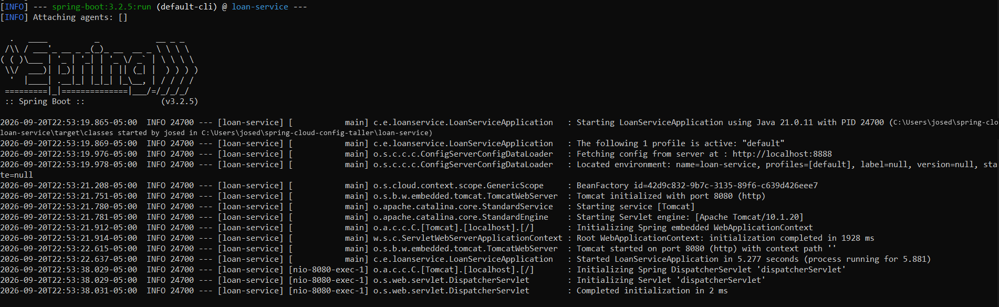 [INFO] --- spring-boot:3.2.5:run (default-cli) @ loan-service ---
[INFO] Attaching agents: []
  .   ____          _            __ _ _
 /\\ / ___'_ __ _ _(_)_ __  __ _ \ \ \ \
( ( )\___ | '_ | '_| | '_ \/ _` | \ \ \ \
 \\/  ___)| |_)| | | | | || (_| |  ) ) ) )
  '  |____| .__|_| |_|_| |_\__, | / / / /
 =========|_|==============|___/=/_/_/_/
 :: Spring Boot ::                (v3.2.5)
2026-09-20T22:53:19.865-05:00  INFO 24700 --- [loan-service] [           main] c.e.loanservice.LoanServiceApplication   : Starting LoanServiceApplication using Java 21.0.11 with PID 24700 (C:\Users\josed\spring-clo
loan-service\target\classes started by josed in C:\Users\josed\spring-cloud-config-taller\loan-service)
2026-09-20T22:53:19.869-05:00  INFO 24700 --- [loan-service] [           main] c.e.loanservice.LoanServiceApplication   : The following 1 profile is active: "default"
2026-09-20T22:53:19.976-05:00  INFO 24700 --- [loan-service] [           main] o.s.c.c.c.ConfigServerConfigDataLoader   : Fetching config from server at : http://localhost:8888
2026-09-20T22:53:19.978-05:00  INFO 24700 --- [loan-service] [           main] o.s.c.c.c.ConfigServerConfigDataLoader   : Located environment: name=loan-service, profiles=[default], label=null, version=null, sta
te=null
2026-09-20T22:53:21.208-05:00  INFO 24700 --- [loan-service] [           main] o.s.cloud.context.scope.GenericScope     : BeanFactory id=42d9c832-9b7c-3135-89f6-c639d426eee7
2026-09-20T22:53:21.751-05:00  INFO 24700 --- [loan-service] [           main] o.s.b.w.embedded.tomcat.TomcatWebServer  : Tomcat initialized with port 8080 (http)
2026-09-20T22:53:21.780-05:00  INFO 24700 --- [loan-service] [           main] o.apache.catalina.core.StandardService   : Starting service [Tomcat]
2026-09-20T22:53:21.781-05:00  INFO 24700 --- [loan-service] [           main] o.apache.catalina.core.StandardEngine    : Starting Servlet engine: [Apache Tomcat/10.1.20]
2026-09-20T22:53:21.912-05:00  INFO 24700 --- [loan-service] [           main] o.a.c.c.C.[Tomcat].[localhost].[/]       : Initializing Spring embedded WebApplicationContext
2026-09-20T22:53:21.914-05:00  INFO 24700 --- [loan-service] [           main] w.s.c.ServletWebServerApplicationContext : Root WebApplicationContext: initialization completed in 1928 ms
2026-09-20T22:53:22.615-05:00  INFO 24700 --- [loan-service] [           main] o.s.b.w.embedded.tomcat.TomcatWebServer  : Tomcat started on port 8080 (http) with context path ''
2026-09-20T22:53:22.637-05:00  INFO 24700 --- [loan-service] [           main] c.e.loanservice.LoanServiceApplication   : Started LoanServiceApplication in 5.277 seconds (process running for 5.881)
2026-09-20T22:53:38.029-05:00  INFO 24700 --- [loan-service] [nio-8080-exec-1] o.a.c.c.C.[Tomcat].[localhost].[/]       : Initializing Spring DispatcherServlet 'dispatcherServlet'
2026-09-20T22:53:38.029-05:00  INFO 24700 --- [loan-service] [nio-8080-exec-1] o.s.web.servlet.DispatcherServlet        : Initializing Servlet 'dispatcherServlet'
2026-09-20T22:53:38.031-05:00  INFO 24700 --- [loan-service] [nio-8080-exec-1] o.s.web.servlet.DispatcherServlet        : Completed initialization in 2 ms